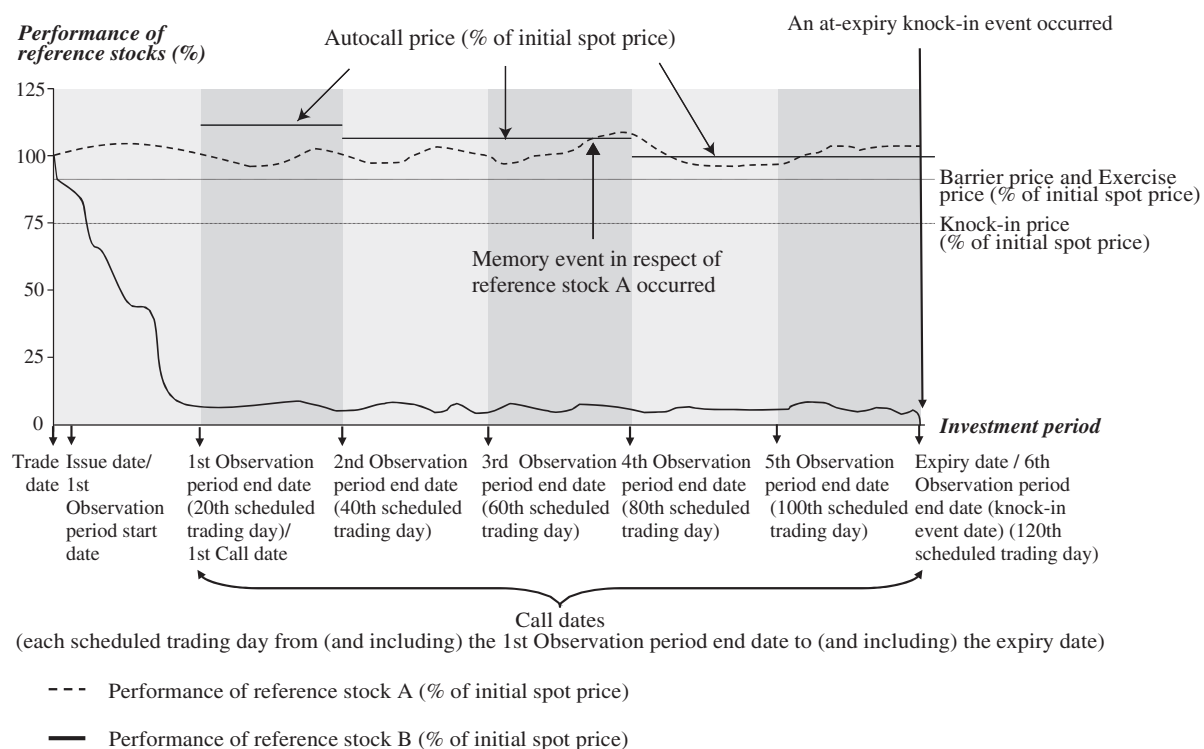 Performance of
reference stocks (%)
Autocall price (% of initial spot price)
An at-expiry knock-in event occurred
125
100
75
50
25
0
Barrier price and Exercise
price (% of initial spot price)
Knock-in price
(% of initial spot price)
Memory event in respect of
reference stock A occurred
Investment period
Trade
date
Issue date/
1st
Observation
period start
date
1st Observation
period end date
(20th scheduled
trading day)/
1st Call date
2nd Observation
period end date
(40th scheduled
trading day)
3rd Observation
period end date
(60th scheduled
trading day)
4th Observation
period end date
(80th scheduled
trading day)
5th Observation
period end date
(100th scheduled
trading day)
Expiry date / 6th
Observation period
end date (knock-in
event date) (120th
scheduled trading day)
Call dates
(each scheduled trading day from (and including) the 1st Observation period end date to (and including) the expiry date)
Performance of reference stock A (% of initial spot price)
Performance of reference stock B (% of initial spot price)